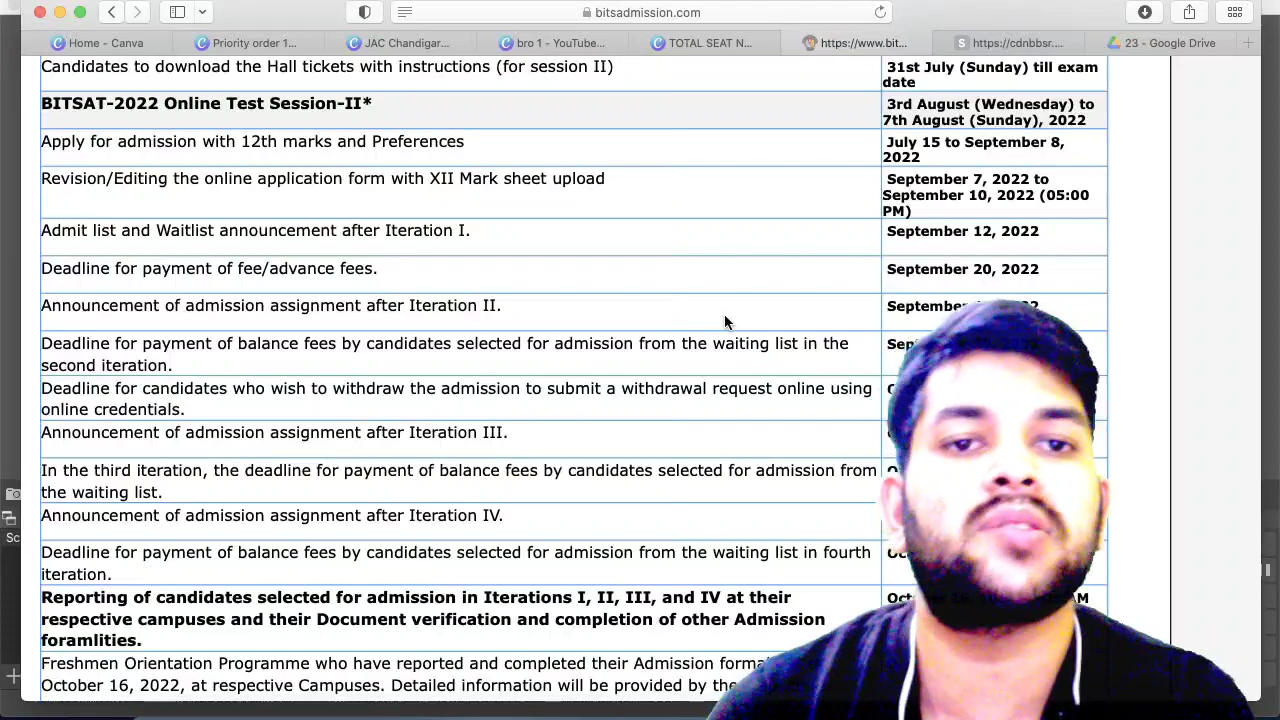 bitsadmission.com
Home - Canva
Priority order 1...
JAC Chandigar...
bro 1 - YouTube...
TOTAL SEAT N...
https://www.bit...
https://cdnbbsr....
23 - Google Drive
Candidates to download the Hall tickets with instructions (for session II)
31st July (Sunday) till exam
date
BITSAT-2022 Online Test Session-II*
3rd August (Wednesday) to
7th August (Sunday), 2022
Apply for admission with 12th marks and Preferences
July 15 to September 8,
2022
Revision/Editing the online application form with XII Mark sheet upload
September 7, 2022 to
September 10, 2022 (05:00
PM)
Admit list and Waitlist announcement after Iteration I.
September 12, 2022
Deadline for payment of fee/advance fees.
September 20, 2022
Announcement of admission assignment after Iteration II.
Deadline for payment of balance fees by candidates selected for admission from the waiting list in the
second iteration.
Deadline for candidates who wish to withdraw the admission to submit a withdrawal request online using
online credentials.
Announcement of admission assignment after Iteration III.
In the third iteration, the deadline for payment of balance fees by candidates selected for admission from
the waiting list.
Announcement of admission assignment after Iteration IV.
Deadline for payment of balance fees by candidates selected for admission from the waiting list in fourth
iteration.
Reporting of candidates selected for admission in Iterations I, II, III, and IV at their
respective campuses and their Document verification and completion of other Admission
foramlities.
Freshmen Orientation Programme who have reported and completed their Admission
October 16, 2022, at respective Campuses. Detailed information will be provided by the
Sc